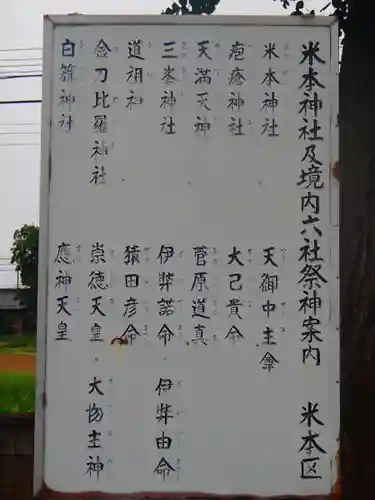 米本神社及境内六社祭神案内 米本区
米本神社 天御中主命
疱瘡神社 大己貴命
天満天神 菅原道真
三峯神社 伊弉諾命・伊弉由命
道祖神 猿田彦命
金刀比羅神社 崇徳天皇・大物主神
白籏神社 應神天皇